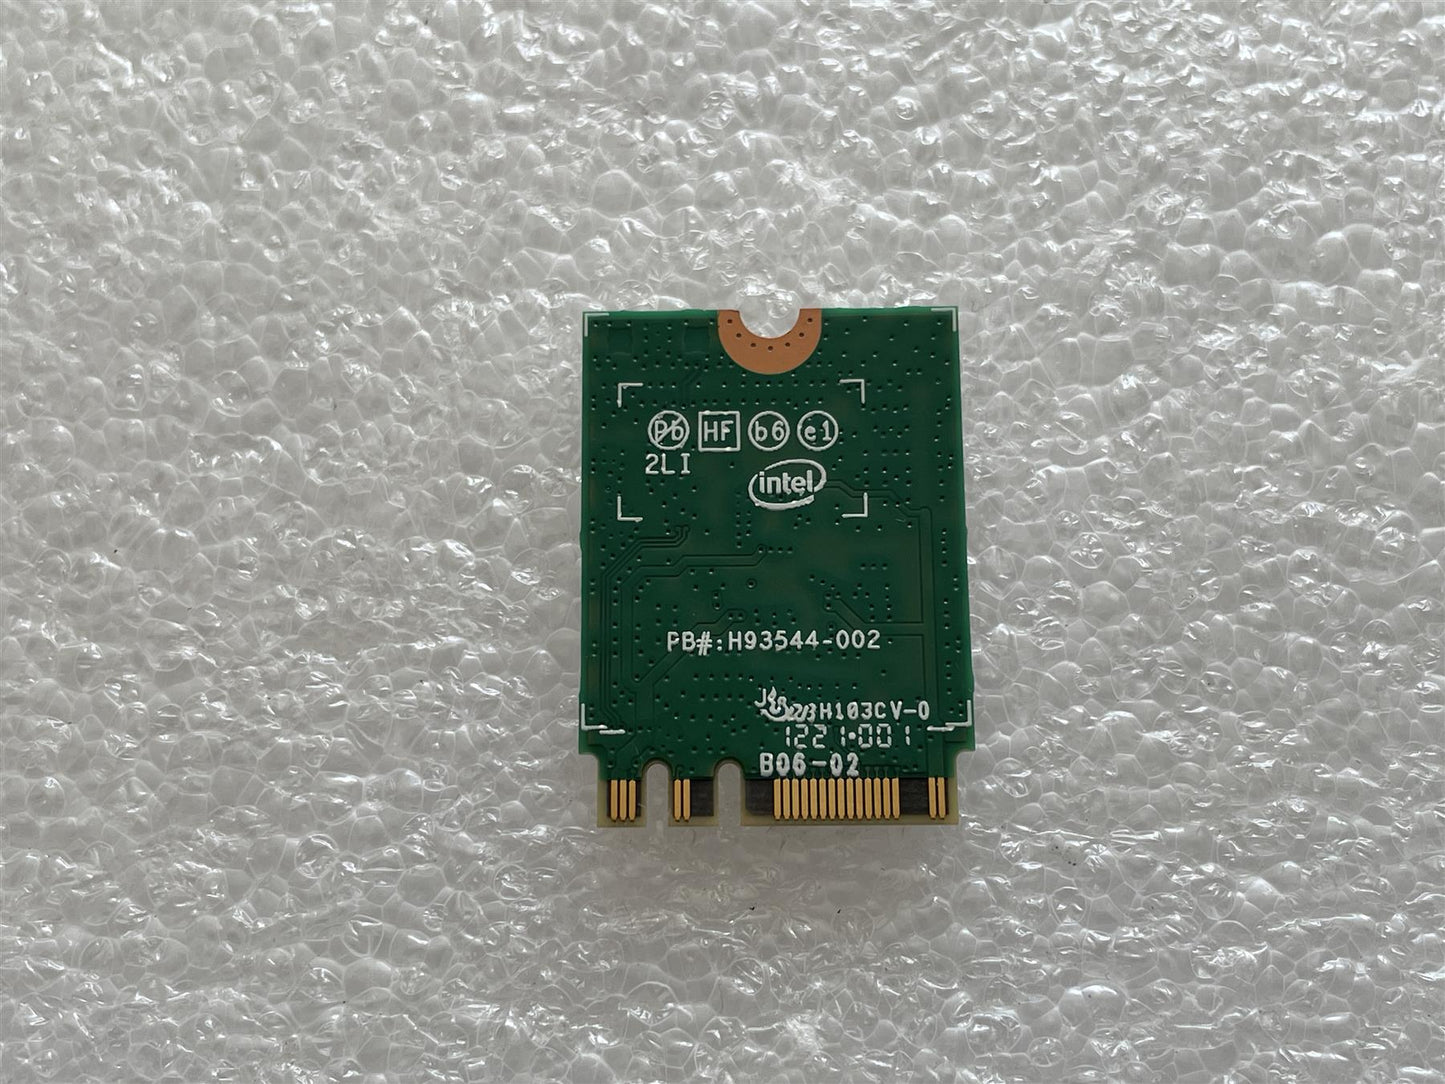 Pb HF b6 e1
2LI
intel
PB#:H93544-002
H103CV-0
1221·001
B06-02